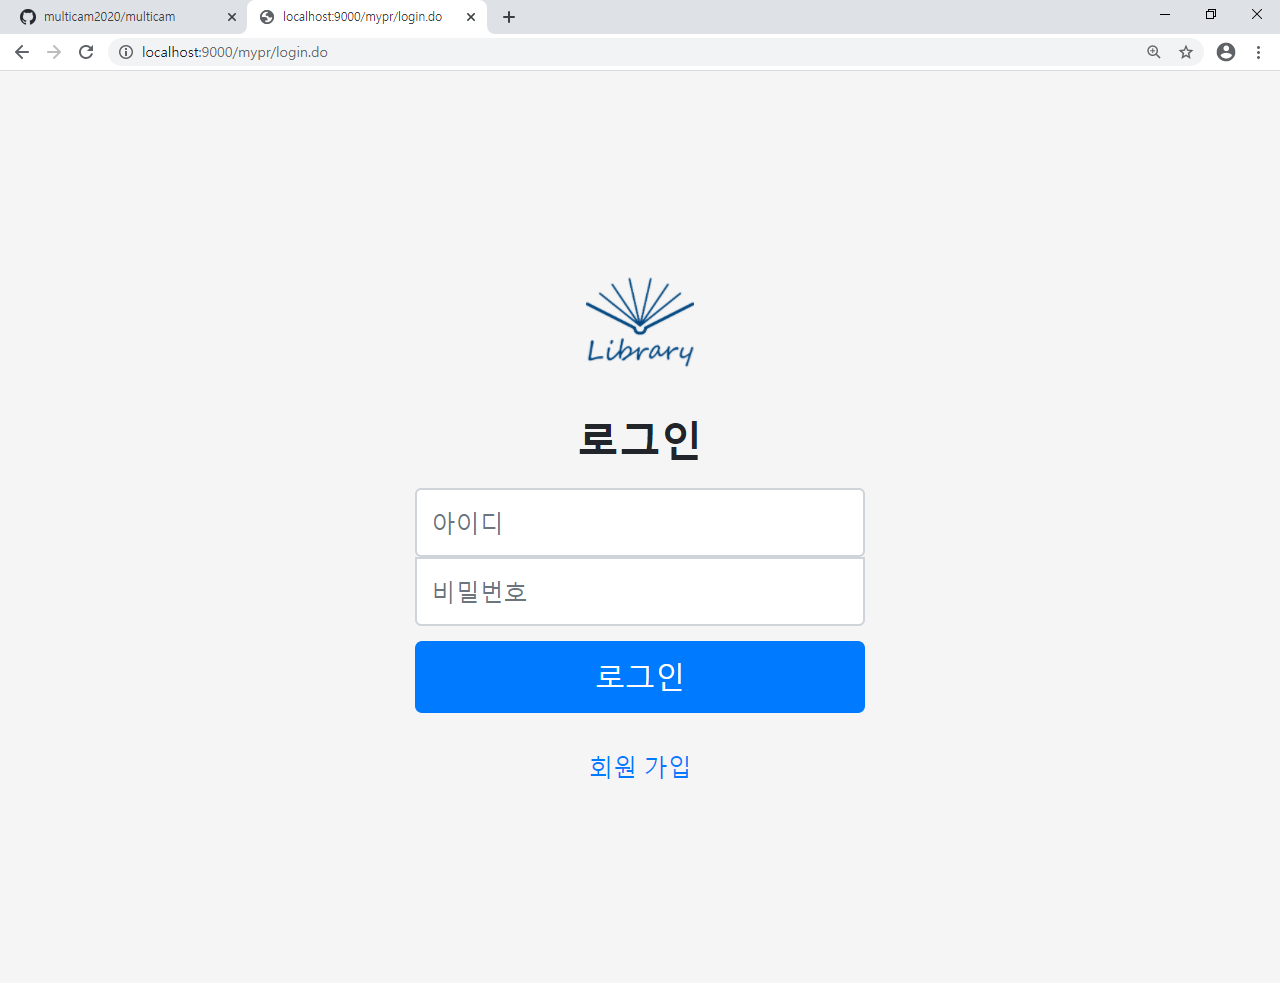 multicam2020/multicam
localhost:9000/mypr/login.do
localhost:9000/mypr/login.do
Library
로그인
아이디
비밀번호
로그인
회원 가입